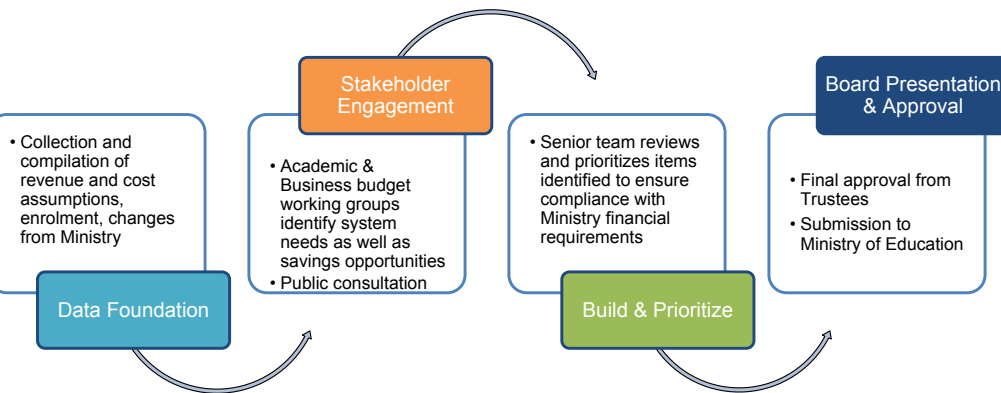 • Collection and
compilation of
revenue and cost
assumptions,
enrolment, changes
from Ministry
Data Foundation
Stakeholder
Engagement
• Academic &
Business budget
working groups
identify system
needs as well as
savings opportunities
• Public consultation
• Senior team reviews
and prioritizes items
identified to ensure
compliance with
Ministry financial
requirements
Build & Prioritize
Board Presentation
& Approval
• Final approval from
Trustees
• Submission to
Ministry of Education